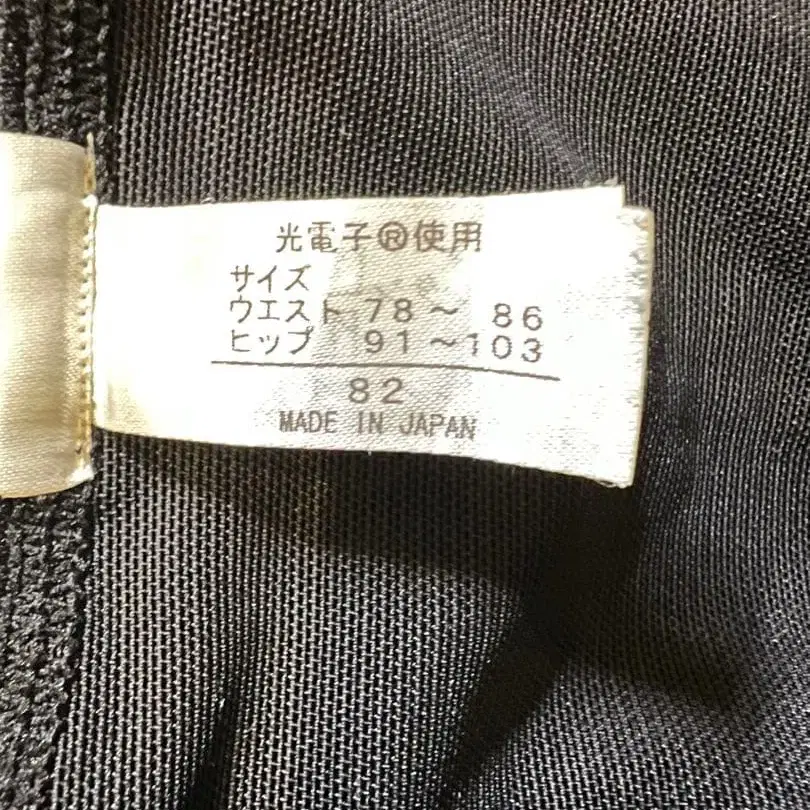 光電子®使用
サイズ
ウエスト 78～ 86
ヒップ 91～103
82
MADE IN JAPAN